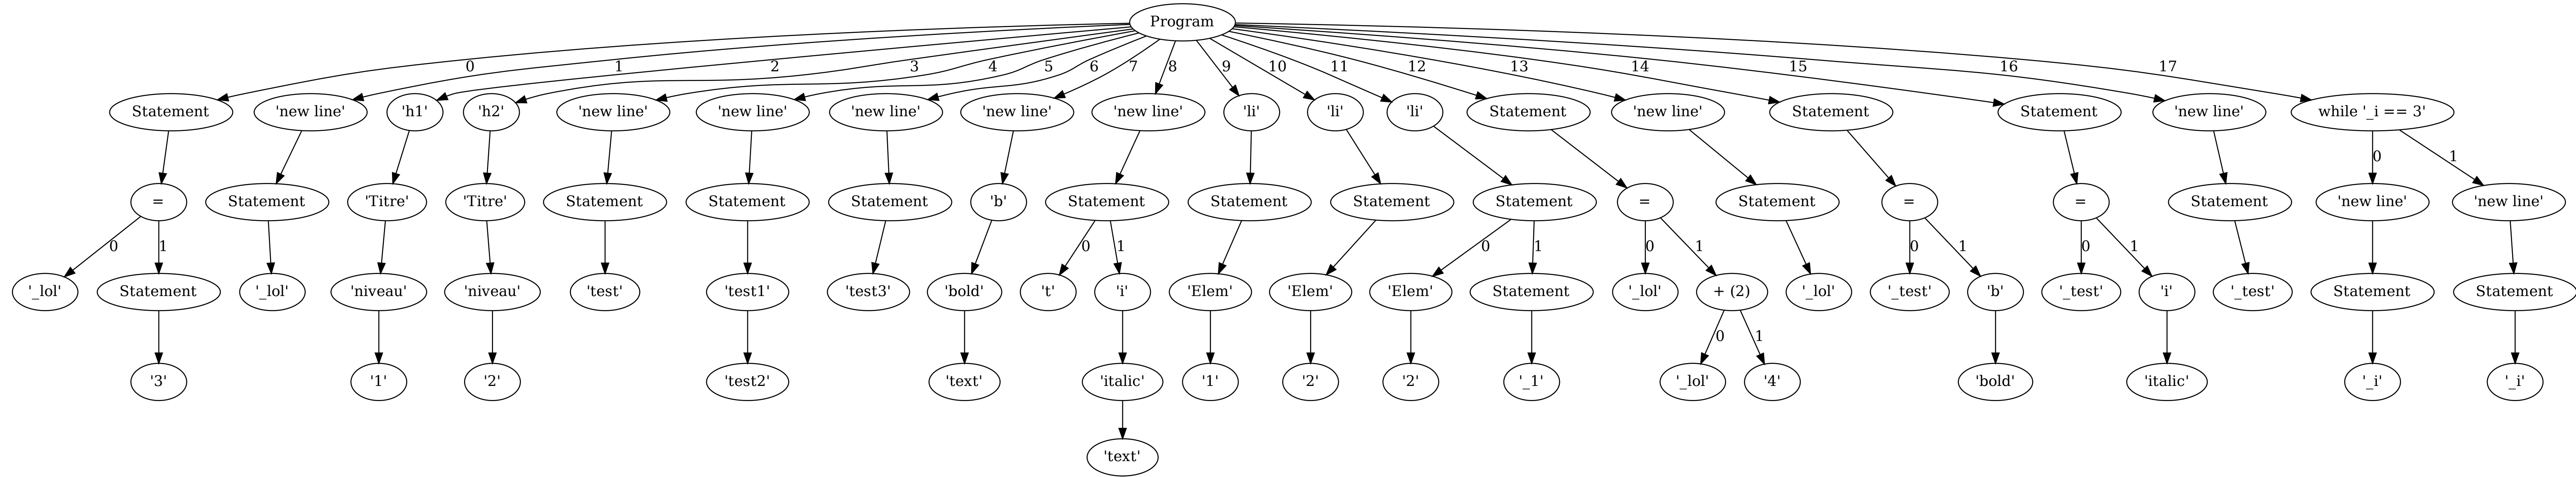 Program
0 1 2 3 4 5 6 7 8 9 10 11 12 13 14 15 16 17
Statement 'new line' 'h1' 'h2' 'new line' 'new line' 'new line' 'new line' 'new line' 'li' 'li' 'li' Statement 'new line' Statement Statement 'new line' while '_i == 3'
0 1
= Statement 'Titre' 'Titre' Statement Statement Statement 'b' Statement Statement Statement Statement = Statement = = Statement 'new line' 'new line'
0 1 0 1 0 1 0 1 0 1 0 1
'_lol' Statement '_lol' 'niveau' 'niveau' 'test' 'test1' 'test3' 'bold' 't' 'i' 'Elem' 'Elem' 'Elem' Statement '_lol' + (2) '_lol' '_test' 'b' '_test' 'i' '_test' Statement Statement
0 1
'3' '1' '2' 'test2' 'text' 'italic' '1' '2' '2' '_1' '_lol' '4' 'bold' 'italic' '_i' '_i'
'text'